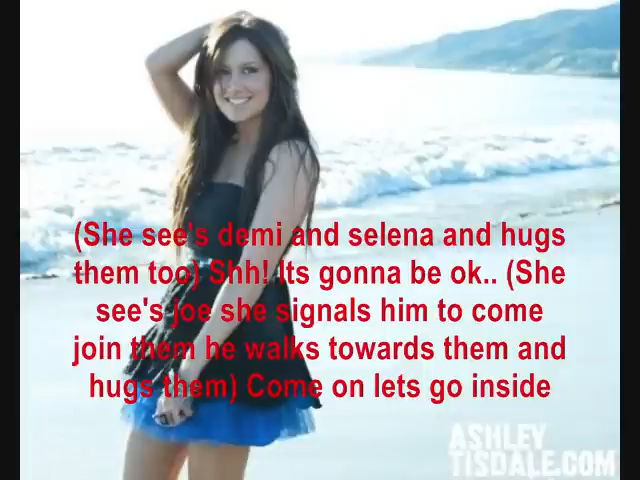 (She see's demi and selena and hugs
them too) Shh! Its gonna be ok.. (She
see's joe she signals him to come
join them he walks towards them and
hugs them) Come on lets go inside
ASHLEY
TISDALE.COM